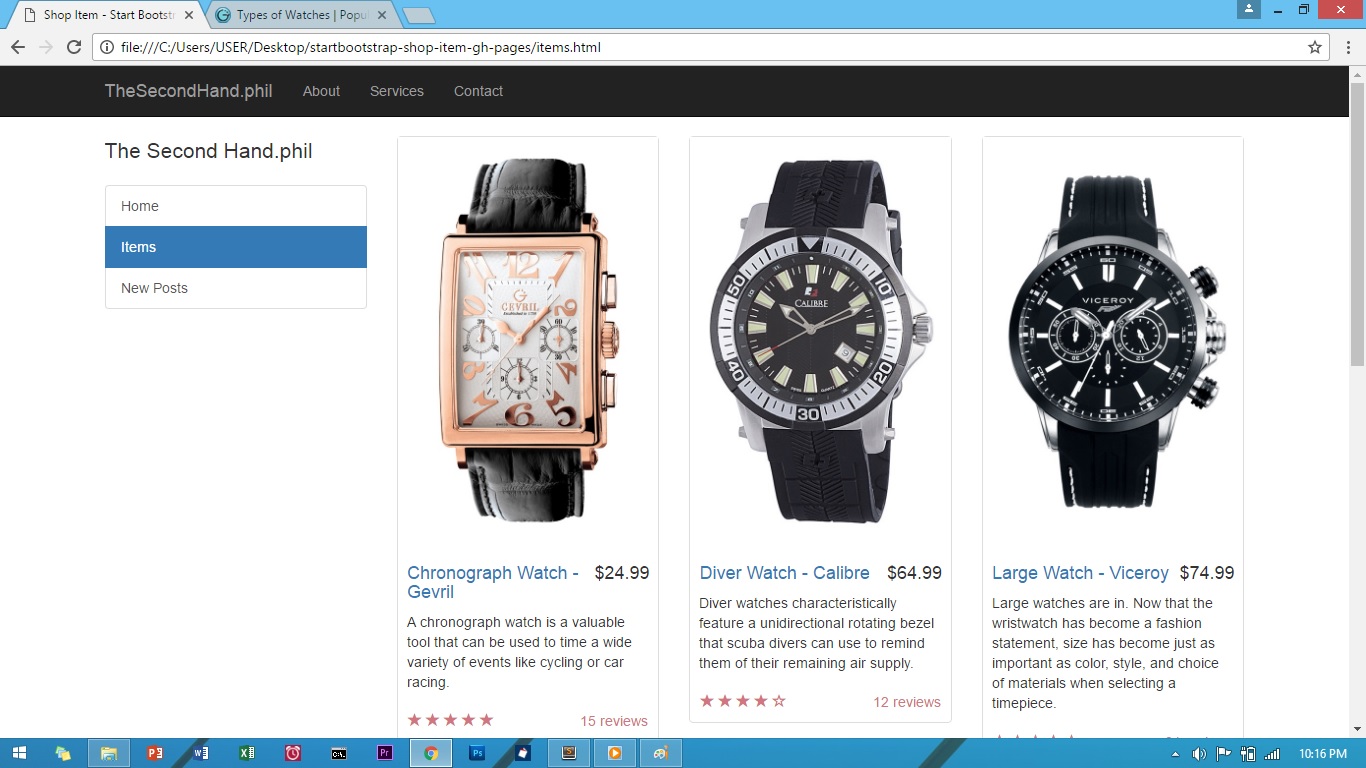 Shop Item - Start Bootstr
Types of Watches | Popul
file:///C:/Users/USER/Desktop/startbootstrap-shop-item-gh-pages/items.html
TheSecondHand.phil About Services Contact
The Second Hand.phil
Home
Items
New Posts
GEVRIL
CALIBRE
VICEROY
Chronograph Watch - Gevril
$24.99
A chronograph watch is a valuable
tool that can be used to time a wide
variety of events like cycling or car
racing.
15 reviews
Diver Watch - Calibre
$64.99
Diver watches characteristically
feature a unidirectional rotating bezel
that scuba divers can use to remind
them of their remaining air supply.
12 reviews
Large Watch - Viceroy
$74.99
Large watches are in. Now that the
wristwatch has become a fashion
statement, size has become just as
important as color, style, and choice
of materials when selecting a
timepiece.
10:16 PM